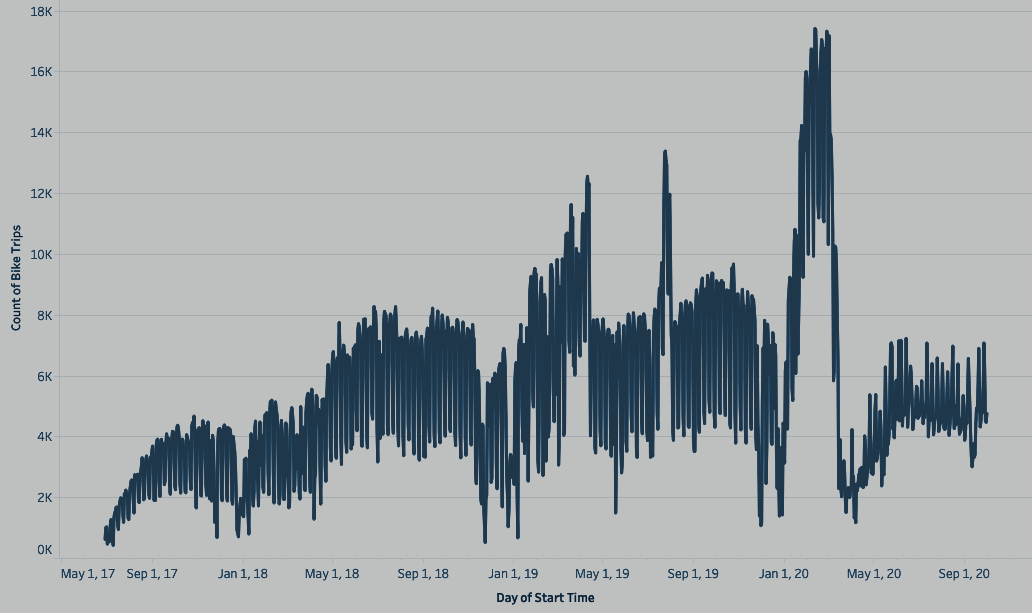 18K
16K
14K
12K
10K
8K
6K
4K
2K
0K
Count of Bike Trips
May 1, 17 Sep 1, 17 Jan 1, 18 May 1, 18 Sep 1, 18 Jan 1, 19 May 1, 19 Sep 1, 19 Jan 1, 20 May 1, 20 Sep 1, 20
Day of Start Time